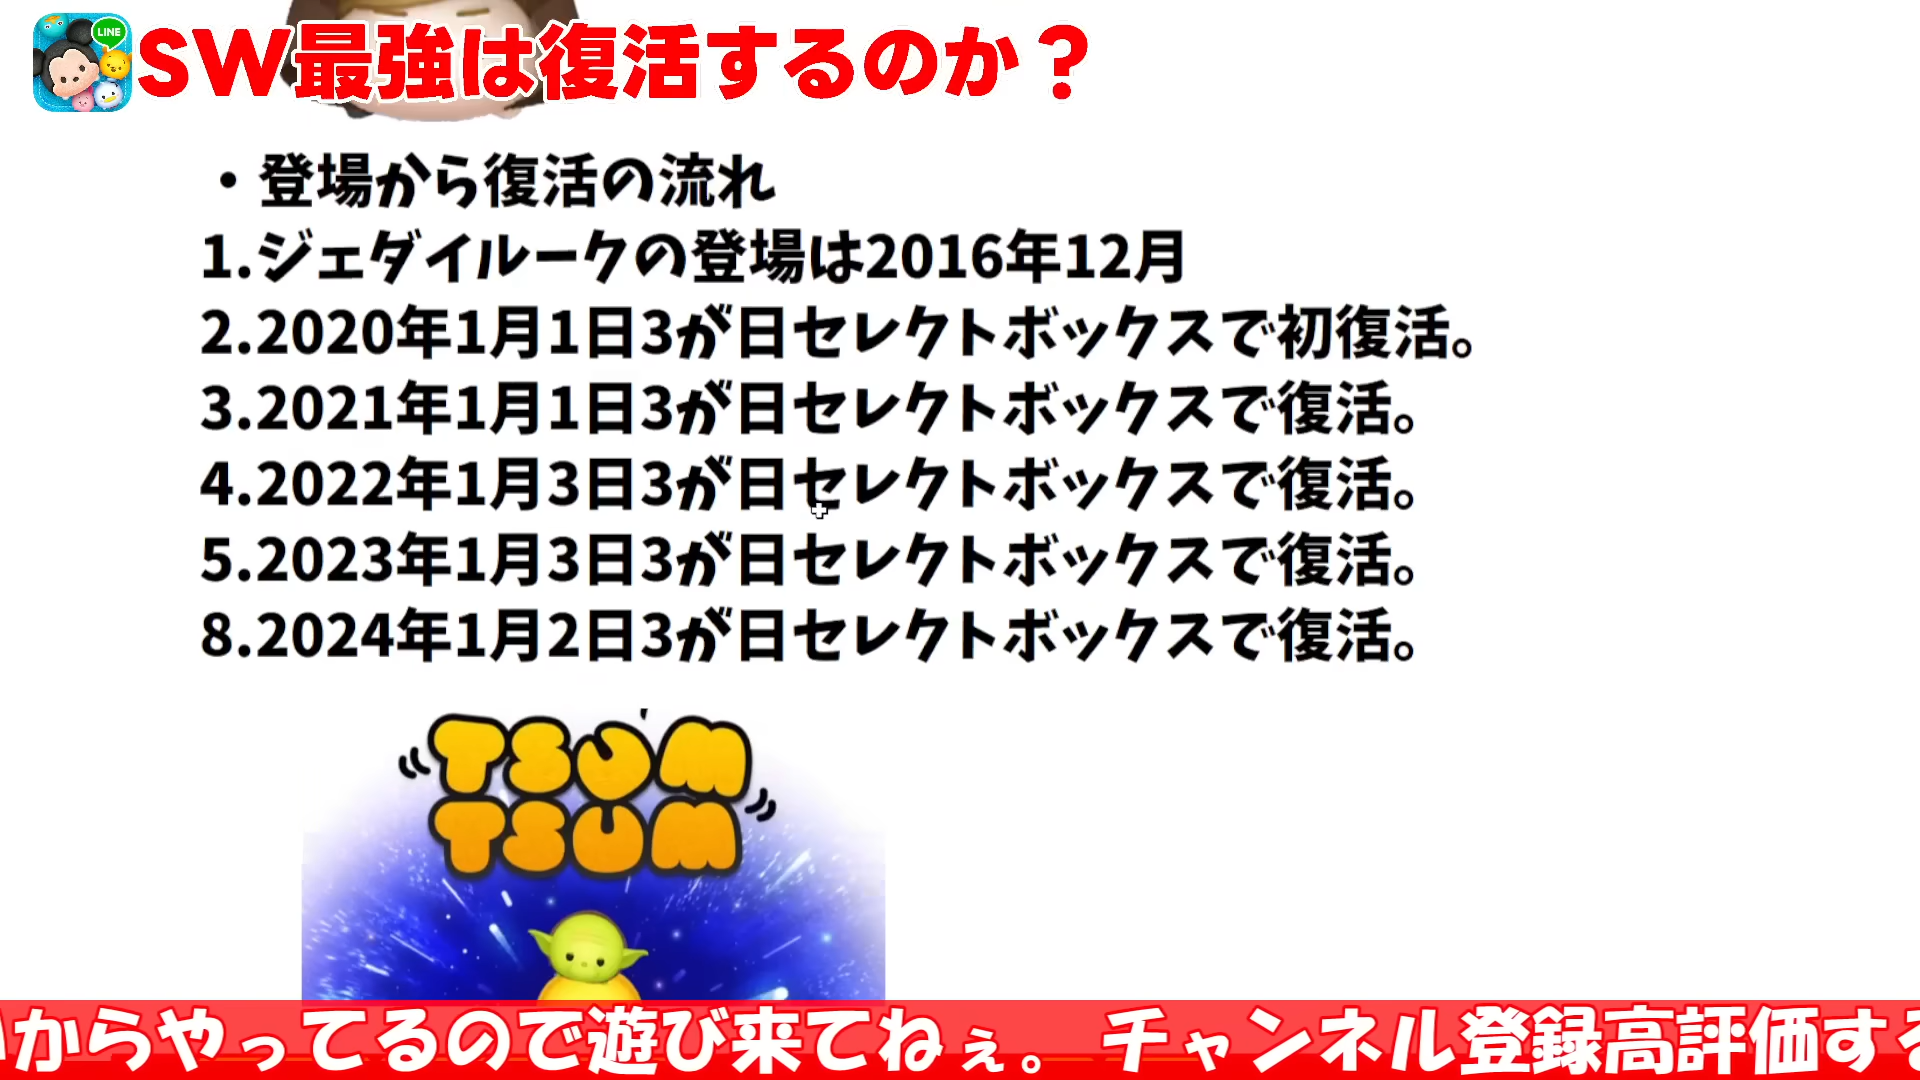 LINE
SW最強は復活するのか？
・登場から復活の流れ
1.ジェダイルークの登場は2016年12月
2.2020年1月1日3が日セレクトボックスで初復活。
3.2021年1月1日3が日セレクトボックスで復活。
4.2022年1月3日3が日セレクトボックスで復活。
5.2023年1月3日3が日セレクトボックスで復活。
8.2024年1月2日3が日セレクトボックスで復活。
TSUM
TSUM
からやってるので遊び来てねぇ。 チャンネル登録高評価する